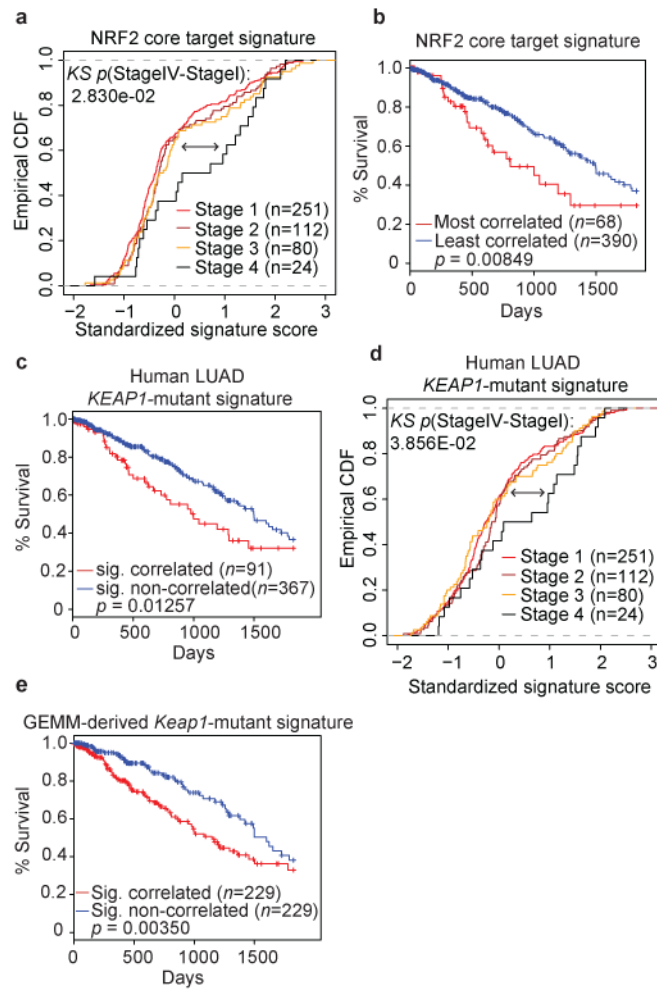 a
NRF2 core target signature
KS p(StageIV-StageI):
2.830e-02
Empirical CDF
1.0
0.8
0.6
0.4
0.2
0.0
Stage 1 (n=251)
Stage 2 (n=112)
Stage 3 (n=80)
Stage 4 (n=24)
-2 -1 0 1 2 3
Standardized signature score
b
NRF2 core target signature
% Survival
1.0
0.8
0.6
0.4
0.2
0
Most correlated (n=68)
Least correlated (n=390)
p = 0.00849
0 500 1000 1500
Days
c
Human LUAD
KEAP1-mutant signature
% Survival
1.0
0.8
0.6
0.4
0.2
0
sig. correlated (n=91)
sig. non-correlated(n=367)
p = 0.01257
0 500 1000 1500
Days
d
Human LUAD
KEAP1-mutant signature
KS p(StageIV-StageI):
3.856E-02
Empirical CDF
1.0
0.8
0.6
0.4
0.2
0.0
Stage 1 (n=251)
Stage 2 (n=112)
Stage 3 (n=80)
Stage 4 (n=24)
−2 −1 0 1 2 3
Standardized signature score
e
GEMM-derived Keap1-mutant signature
% Survival
1.0
0.8
0.6
0.4
0.2
0
Sig. correlated (n=229)
Sig. non-correlated (n=229)
p = 0.00350
0 500 1000 1500
Days